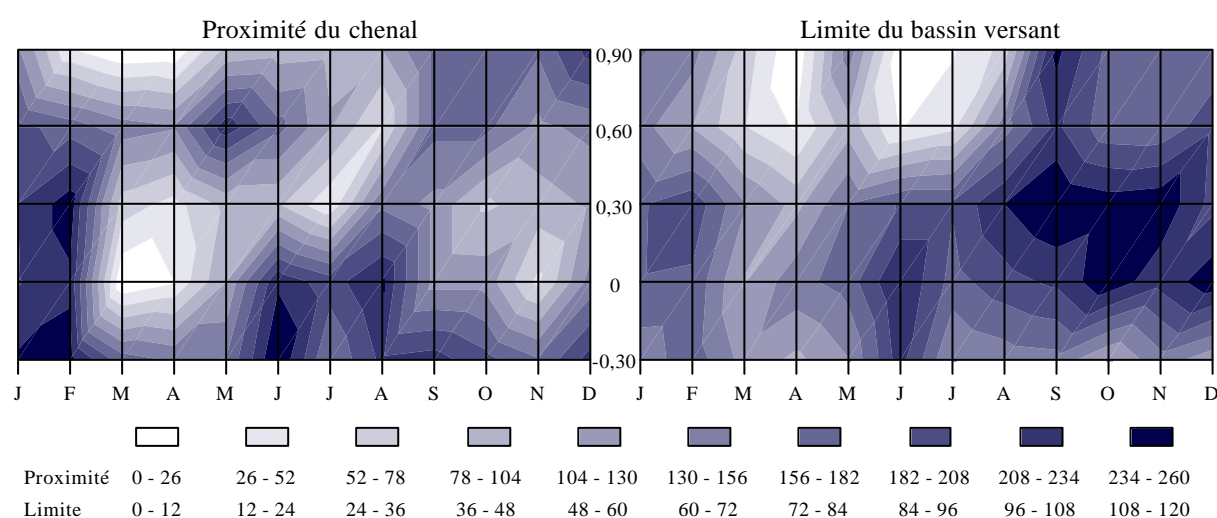 Proximité du chenal
Limite du bassin versant
0.90
0,60
0.30
0
-0,30
J F M A M J J A S O N D
J F M A M J J A S O N D
Proximité 0 - 26 26 - 52 52 - 78 78 - 104 104 - 130 130 - 156 156 - 182 182 - 208 208 - 234 234 - 260
Limite 0 - 12 12 - 24 24 - 36 36 - 48 48 - 60 60 - 72 72 - 84 84 - 96 96 - 108 108 - 120